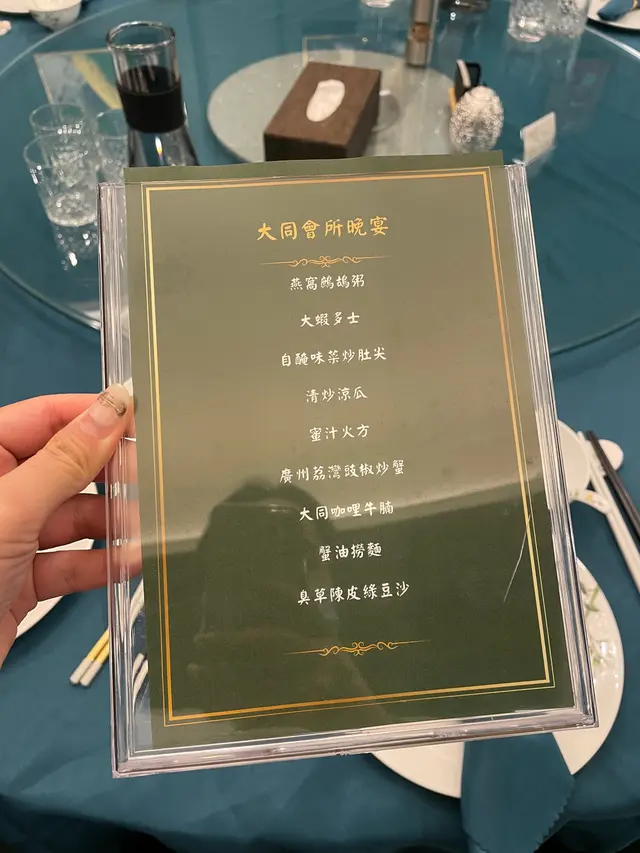 大同會所晚宴
燕窩鷓鴣粥
大蝦多士
自醃味菜炒肚尖
清炒涼瓜
蜜汁火方
廣州荔灣豉椒炒蟹
大同咖哩牛腩
蟹油撈麵
臭草陳皮綠豆沙